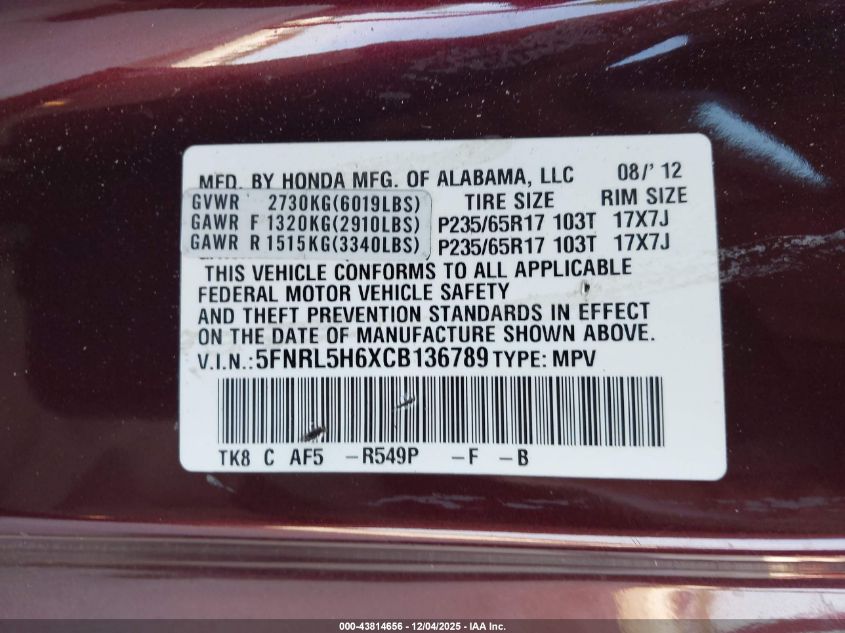 MFD. BY HONDA MFG. OF ALABAMA, LLC 08/' 12
GVWR 2730KG(6019LBS) TIRE SIZE RIM SIZE
GAWR F 1320KG(2910LBS) P235/65R17 103T 17X7J
GAWR R 1515KG(3340LBS) P235/65R17 103T 17X7J
THIS VEHICLE CONFORMS TO ALL APPLICABLE
FEDERAL MOTOR VEHICLE SAFETY
AND THEFT PREVENTION STANDARDS IN EFFECT
ON THE DATE OF MANUFACTURE SHOWN ABOVE.
V.I.N.: 5FNRL5H6XCB136789 TYPE: MPV
TK8 C AF5 -R549P -F -B
000-43814656 - 12/04/2025 - IAA Inc.